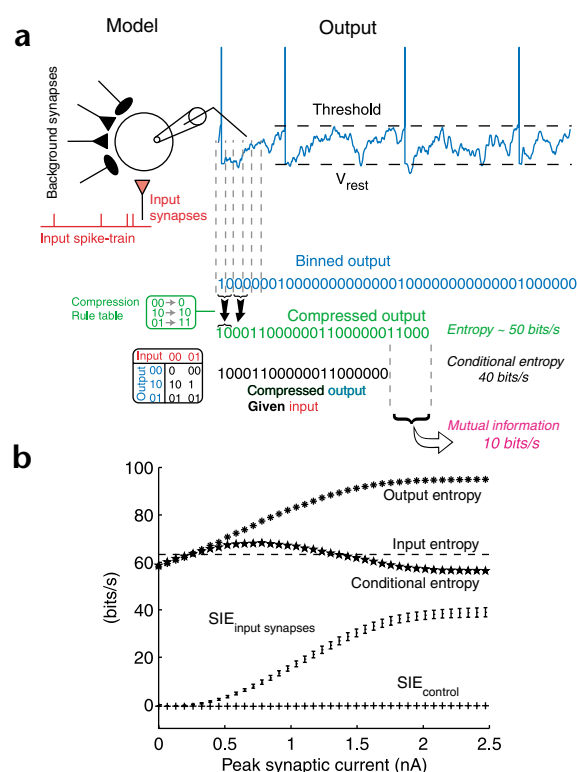 a
Model
Output
Background synapses
Threshold
Vrest
Input synapses
Input spike-train
Binned output
Compression Rule table
00→ 0
10→ 10
01→ 11
Compressed output
Entropy ~ 50 bits/s
Input 00 01
Output
00 0 00
10 10 1
01 01 01
10001100000011000000
Compressed output
Given input
Conditional entropy
40 bits/s
Mutual information
10 bits/s
b
(bits/s)
100
80
60
40
20
0
Output entropy
Input entropy
Conditional entropy
SIE input synapses
SIE control
0 0.5 1 1.5 2 2.5
Peak synaptic current (nA)